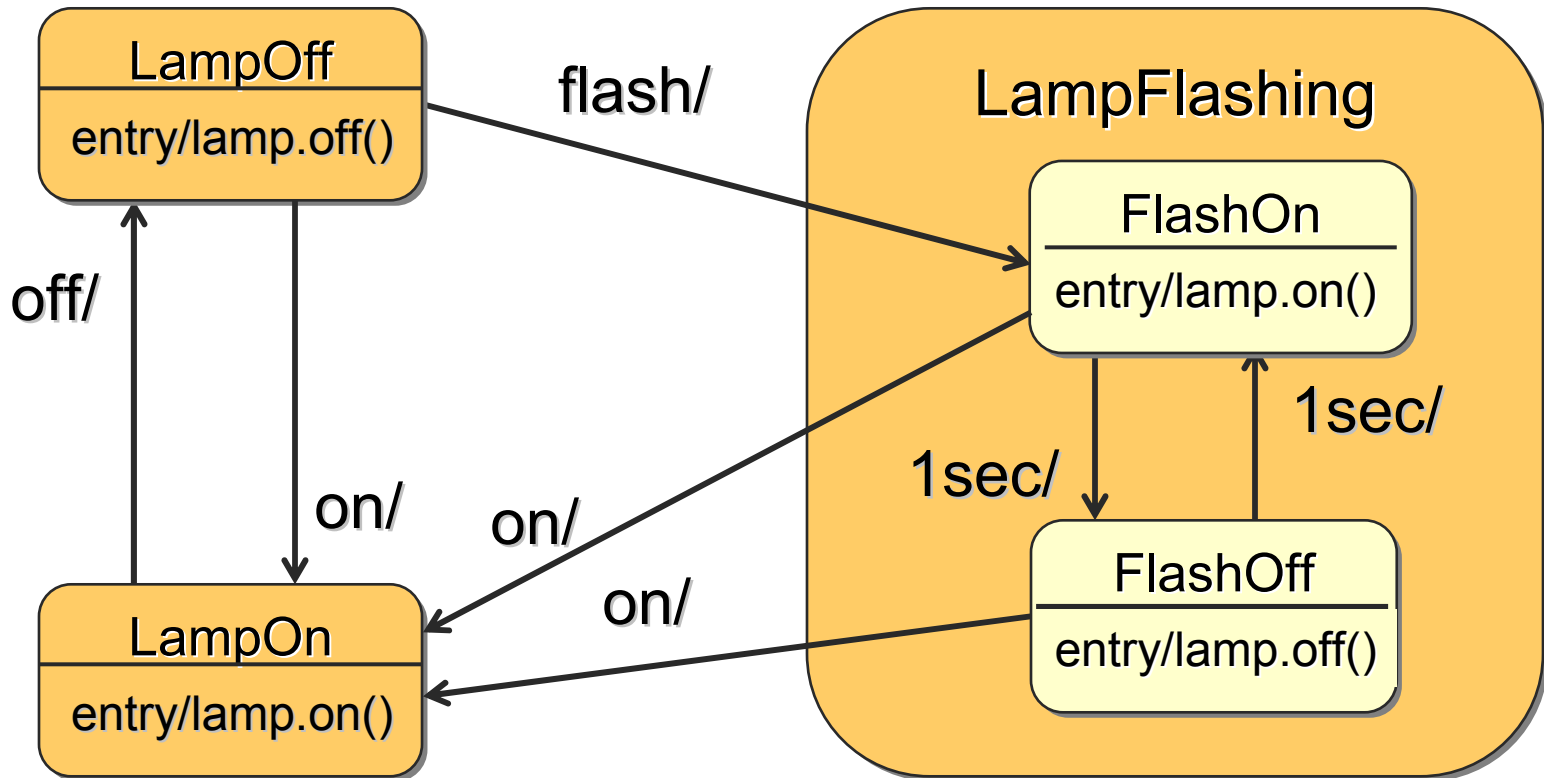 LampOff
entry/lamp.off()
flash/
LampFlashing
FlashOn
entry/lamp.on()
off/
on/
on/
1sec/
1sec/
on/
FlashOff
entry/lamp.off()
LampOn
entry/lamp.on()